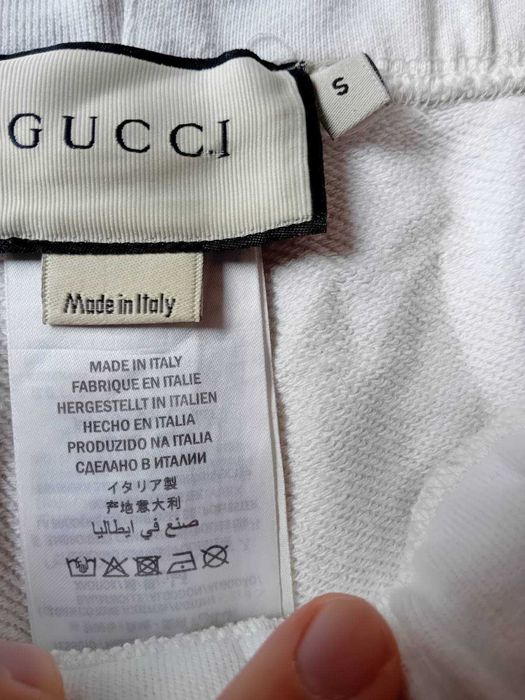 GUCCI
S
Made in Italy
MADE IN ITALY
FABRIQUE EN ITALIE
HERGESTELLT IN ITALIEN
HECHO EN ITALIA
PRODUZIDO NA ITALIA
СДЕЛАНО В ИТАЛИИ
イタリア製
产地意大利
صنع في ايطاليا